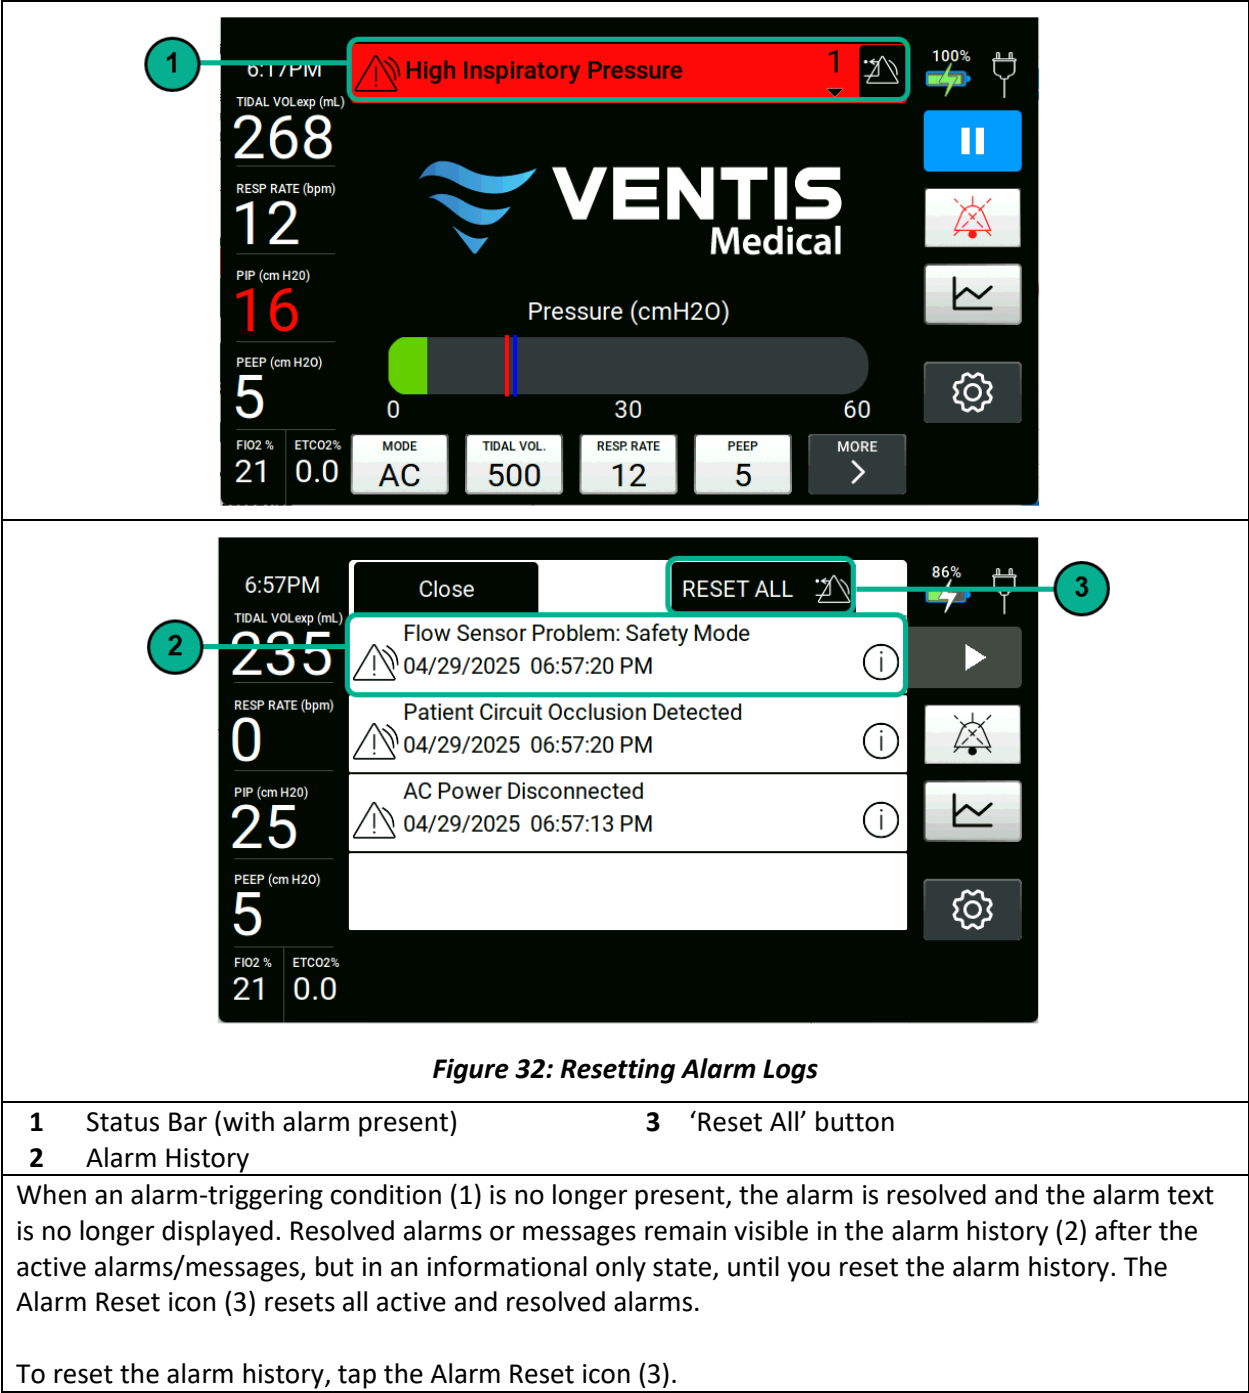 1
6:17PM
High Inspiratory Pressure
1
100%
TIDAL VOLexp (mL)
268
RESP RATE (bpm)
12
PIP (cm H20)
16
PEEP (cm H2O)
5
FIO2 %
ETCO2%
21
0.0
VENTIS
Medical
Pressure (cmH2O)
0
30
60
MODE
AC
TIDAL VOL.
500
RESP. RATE
12
PEEP
5
MORE
6:57PM
Close
RESET ALL
86%
3
2
TIDAL VOLexp (mL)
235
RESP RATE (bpm)
0
PIP (cm H20)
25
PEEP (cm H2O)
5
FIO2 %
ETCO2%
21
0.0
Flow Sensor Problem: Safety Mode
04/29/2025 06:57:20 PM
Patient Circuit Occlusion Detected
04/29/2025 06:57:20 PM
AC Power Disconnected
04/29/2025 06:57:13 PM
Figure 32: Resetting Alarm Logs
1 Status Bar (with alarm present)
3 ‘Reset All’ button
2 Alarm History
When an alarm-triggering condition (1) is no longer present, the alarm is resolved and the alarm text
is no longer displayed. Resolved alarms or messages remain visible in the alarm history (2) after the
active alarms/messages, but in an informational only state, until you reset the alarm history. The
Alarm Reset icon (3) resets all active and resolved alarms.
To reset the alarm history, tap the Alarm Reset icon (3).